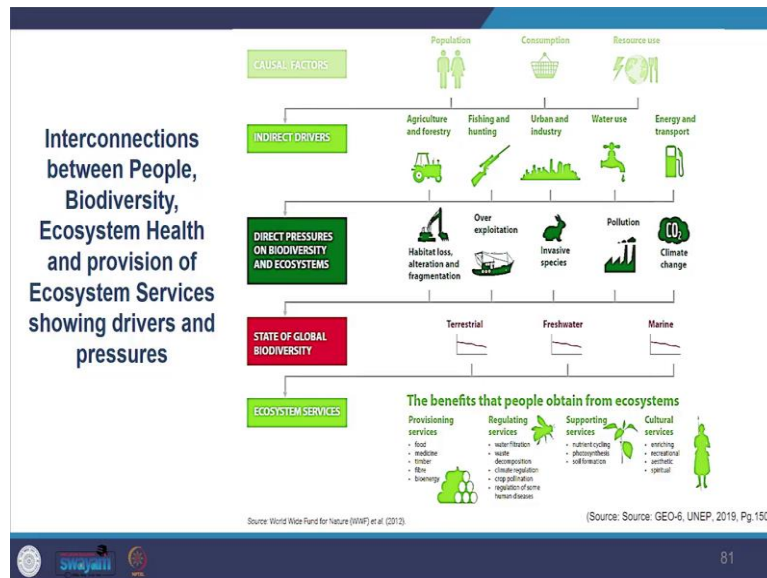 Interconnections
between People,
Biodiversity,
Ecosystem Health
and provision of
Ecosystem Services
showing drivers and
pressures
CAUSAL FACTORS
Population
Consumption
Resource use
INDIRECT DRIVERS
Agriculture
and forestry
Fishing and
hunting
Urban and
industry
Water use
Energy and
transport
DIRECT PRESSURES
ON BIODIVERSITY
AND ECOSYSTEMS
Habitat loss,
alteration and
fragmentation
Over
exploitation
Invasive
species
Pollution
CO2
Climate
change
STATE OF GLOBAL
BIODIVERSITY
Terrestrial
Freshwater
Marine
ECOSYSTEM SERVICES
The benefits that people obtain from ecosystems
Provisioning
services
• food
• medicine
• timber
• fibre
• bioenergy
Regulating
services
• water filtration
• waste
decomposition
• climate regulation
• crop pollination
• regulation of some
human diseases
Supporting
services
• nutrient cycling
• photosynthesis
• soil formation
Cultural
services
• enriching
• recreational
• aesthetic
• spiritual
Source: World Wide Fund for Nature (WWF) et al. (2012).
(Source: Source: GEO-6, UNEP, 2019, Pg.150
swayam
81